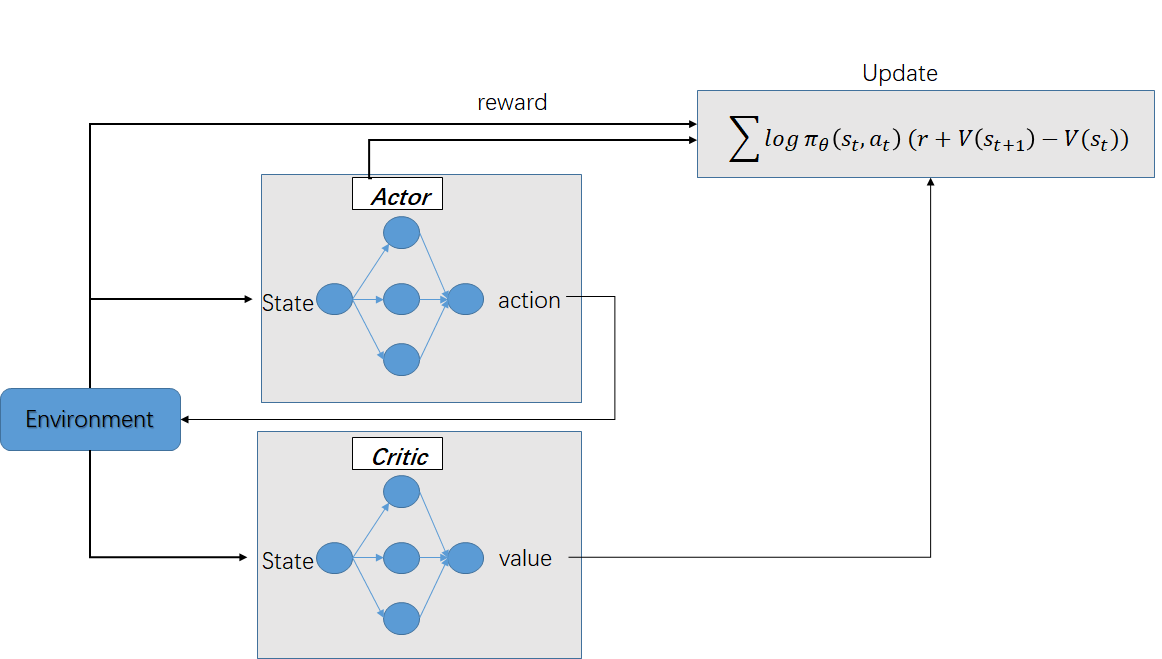 Update
reward
∑ log π_θ(s_t, a_t) (r + V(s_{t+1}) − V(s_t))
Actor
State
action
Environment
Critic
State
value